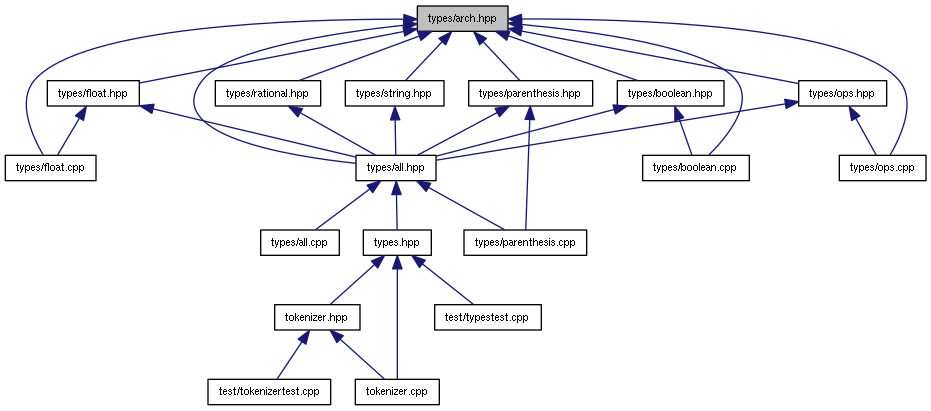 types/arch.hpp
types/float.hpp
types/rational.hpp
types/string.hpp
types/parenthesis.hpp
types/boolean.hpp
types/ops.hpp
types/float.cpp
types/all.hpp
types/boolean.cpp
types/ops.cpp
types/all.cpp
types.hpp
types/parenthesis.cpp
tokenizer.hpp
test/typestest.cpp
test/tokenizertest.cpp
tokenizer.cpp